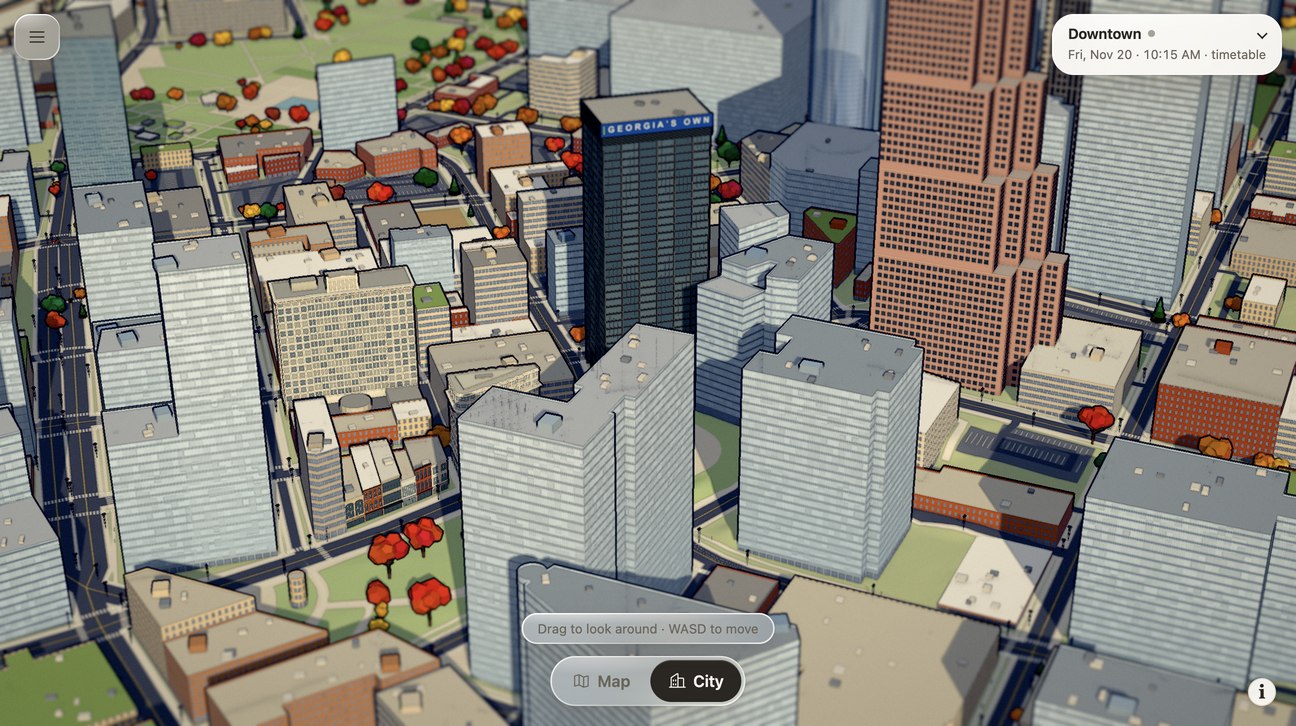 Downtown
Fri, Nov 20 · 10:15 AM · timetable
GEORGIA'S OWN
Drag to look around · WASD to move
Map
City
i